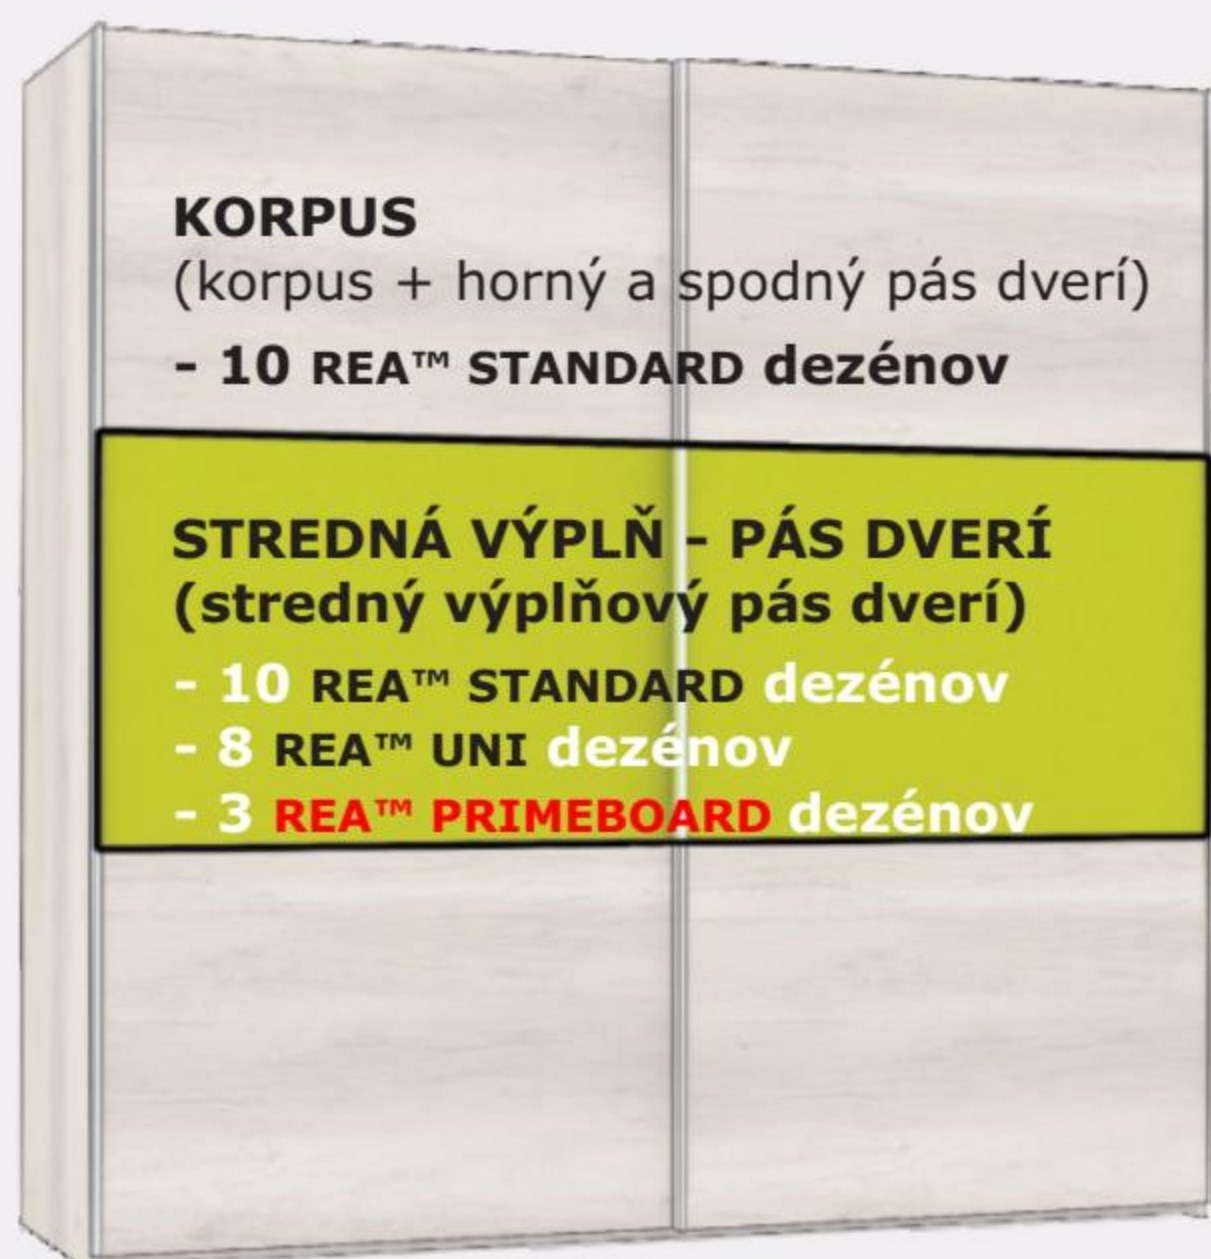 KORPUS
(korpus + horný a spodný pás dverí)
- 10 REA™ STANDARD dezénov
STREDNÁ VÝPLŇ - PÁS DVERÍ
(stredný výplňový pás dverí)
- 10 REA™ STANDARD dezénov
- 8 REA™ UNI dezénov
- 3 REA™ PRIMEBOARD dezénov